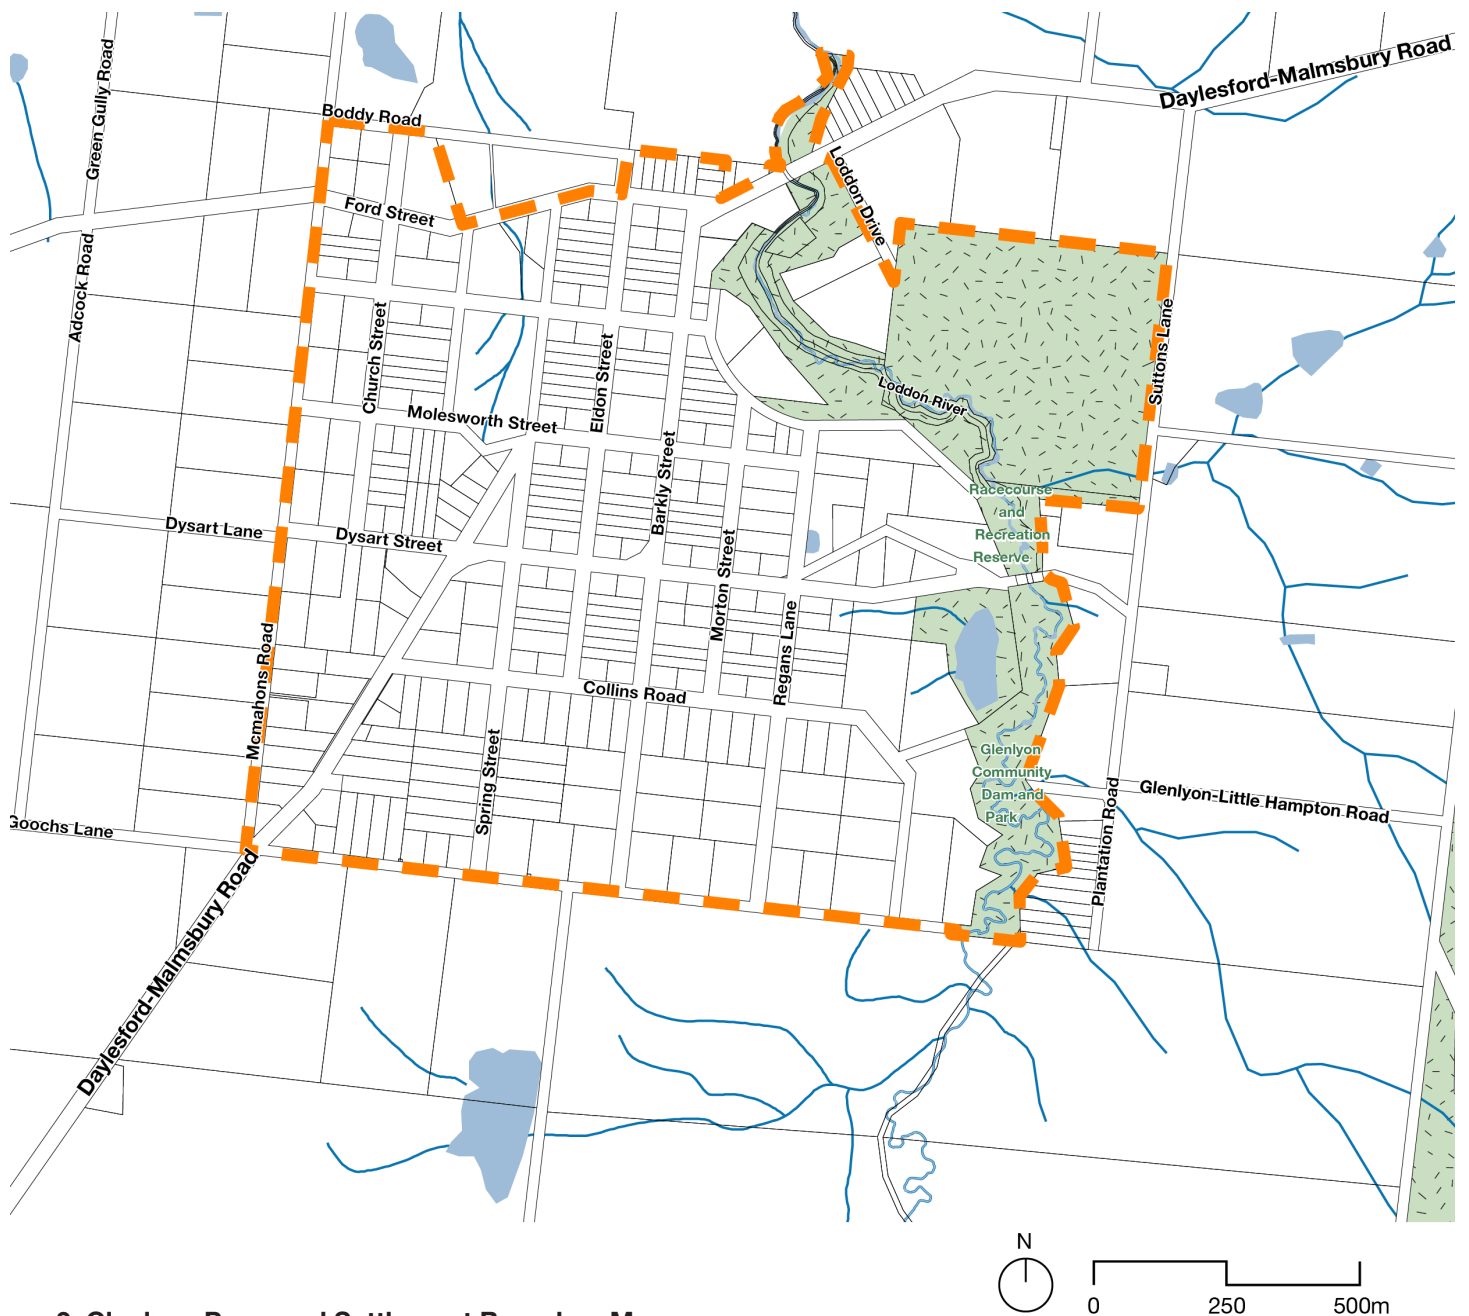 Green Gully Road
Boddy Road
Daylesford-Malmsbury Road
Loddon Drive
Ford Street
Adcock Road
Church Street
Eldon Street
Suttons Lane
Molesworth Street
Loddon River
Barkly Street
Racecourse
and
Recreation
Reserve
Dysart Lane
Dysart Street
Morton Street
Regans Lane
Mcmahons Road
Collins Road
Spring Street
Glenlyon
Community
Dam and
Park
Plantation Road
Glenlyon-Little Hampton Road
Goochs Lane
Daylesford-Malmsbury Road
N
0 250 500m